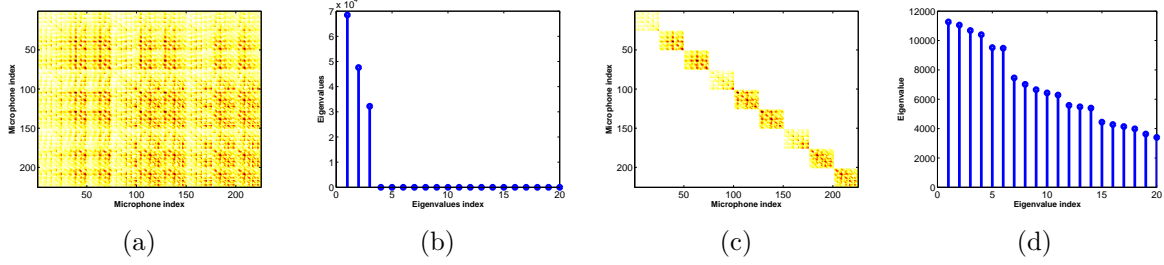 50
100
150
200
Microphone index
50 100 150 200
Microphone index
(a)
7
6
5
4
3
2
1
0
Eigenvalues
0 5 10 15 20
Eigenvalues index
(b)
50
100
150
200
Microphone index
50 100 150 200
Microphone index
(c)
12000
10000
8000
6000
4000
2000
0
Eigenvalue
0 5 10 15 20
Eigenvalue index
(d)